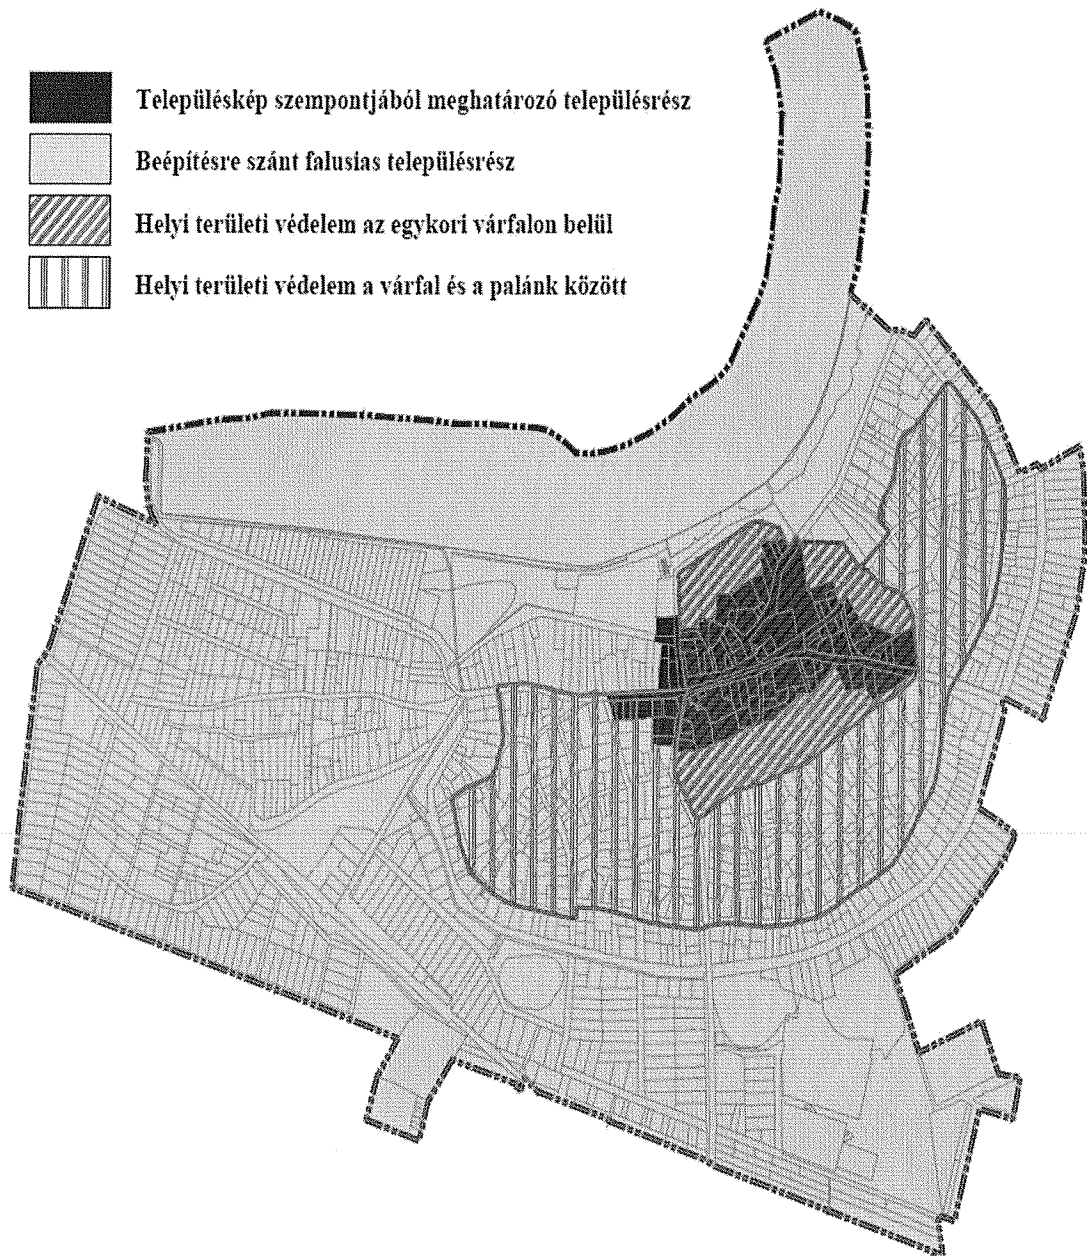 Településkép szempontjából meghatározó településrész
Beépítésre szánt falusias településrész
Helyi területi védelem az egykori várfalon belül
Helyi területi védelem a várfal és a palánk között